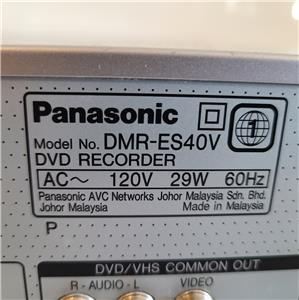 Panasonic
Model No. DMR-ES40V
DVD RECORDER
AC～ 120V 29W 60Hz
Panasonic AVC Networks Johor Malaysia Sdn. Bhd.
Johor Malaysia Made in Malaysia
P
DVD/VHS COMMON OUT
R - AUDIO - L VIDEO